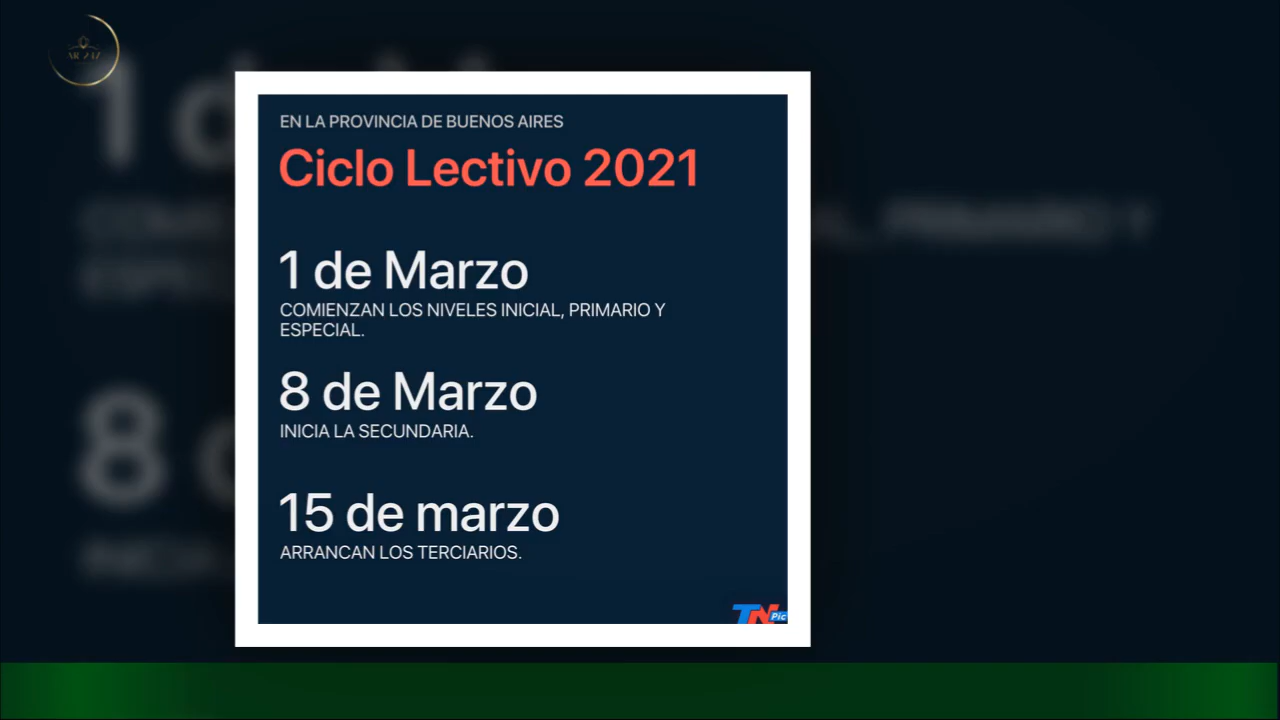 EN LA PROVINCIA DE BUENOS AIRES
Ciclo Lectivo 2021
1 de Marzo
COMIENZAN LOS NIVELES INICIAL, PRIMARIO Y
ESPECIAL.
8 de Marzo
INICIA LA SECUNDARIA.
15 de marzo
ARRANCAN LOS TERCIARIOS.
TN Pic